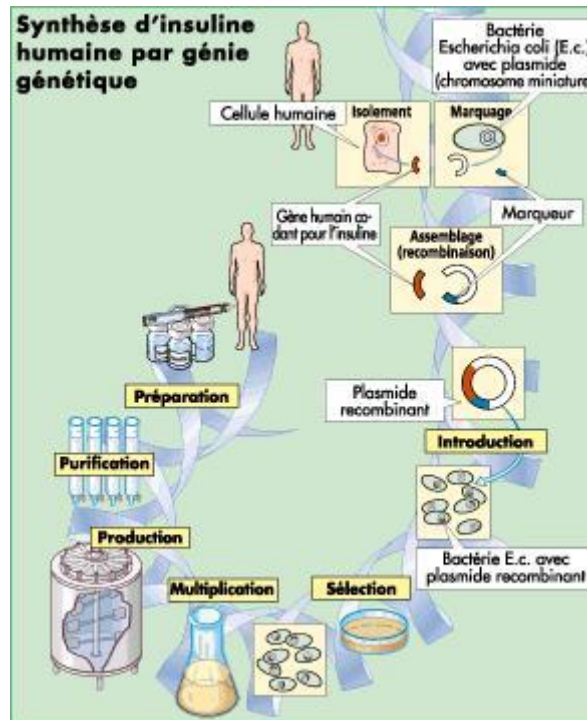 Synthèse d'insuline
humaine par génie
génétique
Bactérie
Escherichia coli (E.c.)
avec plasmide
(chromosome miniature
Cellule humaine
Isolement
Marquage
Gène humain co-
dant pour l'insuline
Marqueur
Assemblage
(recombinaison)
Plasmide
recombinant
Introduction
Bactérie E.c. avec
plasmide recombinant
Sélection
Multiplication
Production
Purification
Préparation